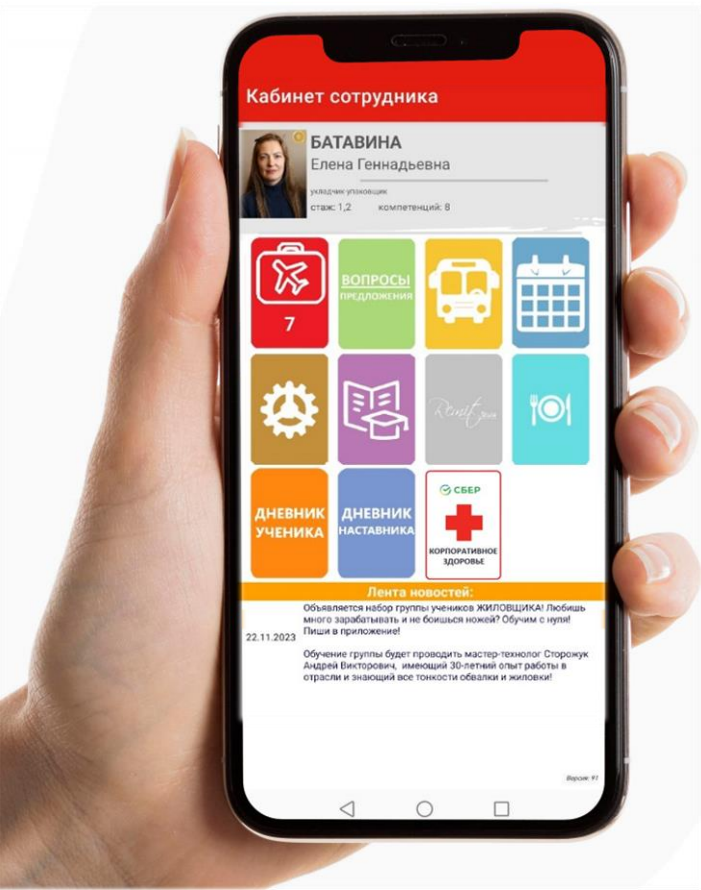 Кабинет сотрудника
БАТАВИНА
Елена Геннадьевна
укладчик-упаковщик
стаж: 1,2 компетенций: 8
7
ВОПРОСЫ
ПРЕДЛОЖЕНИЯ
Remit
ДНЕВНИК
УЧЕНИКА
ДНЕВНИК
НАСТАВНИКА
СБЕР
КОРПОРАТИВНОЕ
ЗДОРОВЬЕ
Лента новостей:
22.11.2023
Объявляется набор группы учеников ЖИЛОВЩИКА! Любишь
много зарабатывать и не боишься ножей? Обучим с нуля!
Пиши в приложение!
Обучение группы будет проводить мастер-технолог Сторожук
Андрей Викторович, имеющий 30-летний опыт работы в
отрасли и знающий все тонкости обвалки и жиловки!
Версия: 91